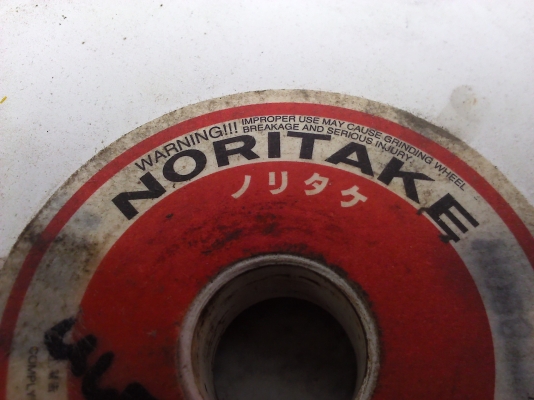 WARNING!!! IMPROPER USE MAY CAUSE GRINDING WHEEL
BREAKAGE AND SERIOUS INJURY
NORITAKE
ノリタケ